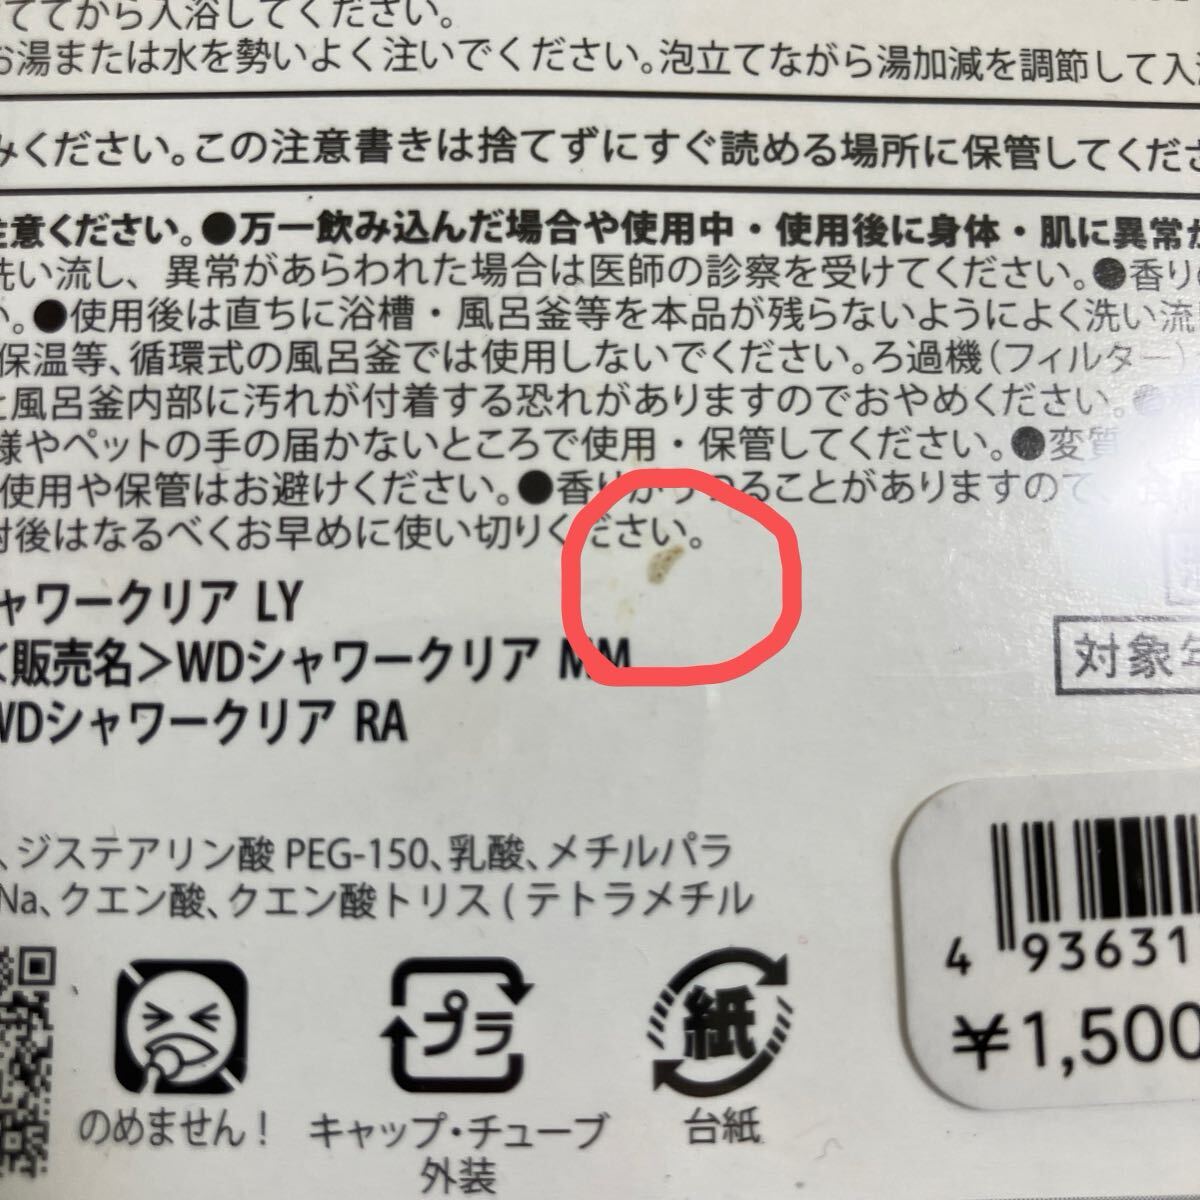 ててから入浴してください。
お湯または水を勢いよく注いでください。泡立てながら湯加減を調節して入
みください。この注意書きは捨てずにすぐ読める場所に保管してくださ
注意ください。●万一飲み込んだ場合や使用中・使用後に身体・肌に異常が
洗い流し、異常があらわれた場合は医師の診察を受けてください。●香り
い。●使用後は直ちに浴槽・風呂釜等を本品が残らないようによく洗い流
保温等、循環式の風呂釜では使用しないでください。ろ過機(フィルター)
と風呂釜内部に汚れが付着する恐れがありますのでおやめください。●
様やペットの手の届かないところで使用・保管してください。●変質
使用や保管はお避けください。●香りがうつることがありますので、食
封後はなるべくお早めに使い切りください。
ャワークリア LY
<販売名>WDシャワークリア MM
対象年
WDシャワークリア RA
、ジステアリン酸 PEG-150、乳酸、メチルパラ
Na、クエン酸、クエン酸トリス(テトラメチル
4 93631
¥1,500
プラ
紙
のめません!
キャップ・チューブ
外装
台紙